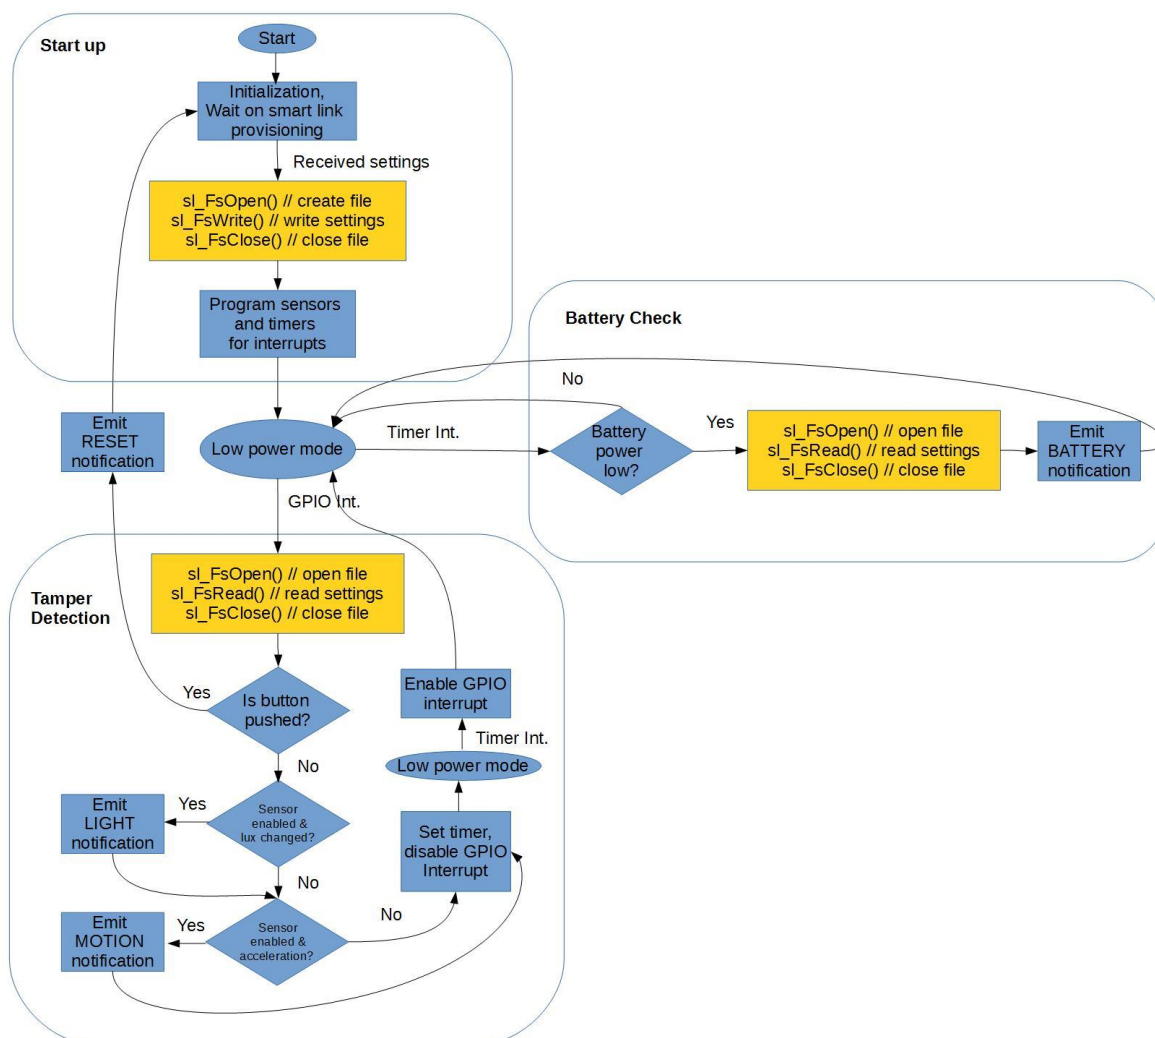 Start up
Start
Initialization,
Wait on smart link
provisioning
Received settings
sl_FsOpen() // create file
sl_FsWrite() // write settings
sl_FsClose() // close file
Program sensors
and timers
for interrupts
Battery Check
No
Emit
RESET
notification
Low power mode
Timer Int.
Battery
power
low?
Yes
sl_FsOpen() // open file
sl_FsRead() // read settings
sl_FsClose() // close file
Emit
BATTERY
notification
GPIO Int.
Tamper
Detection
sl_FsOpen() // open file
sl_FsRead() // read settings
sl_FsClose() // close file
Yes
Is button
pushed?
Enable GPIO
interrupt
Timer Int.
No
Low power mode
Emit
LIGHT
notification
Yes
Sensor
enabled &
lux changed?
Set timer,
disable GPIO
Interrupt
No
Emit
MOTION
notification
Yes
Sensor
enabled &
acceleration?
No